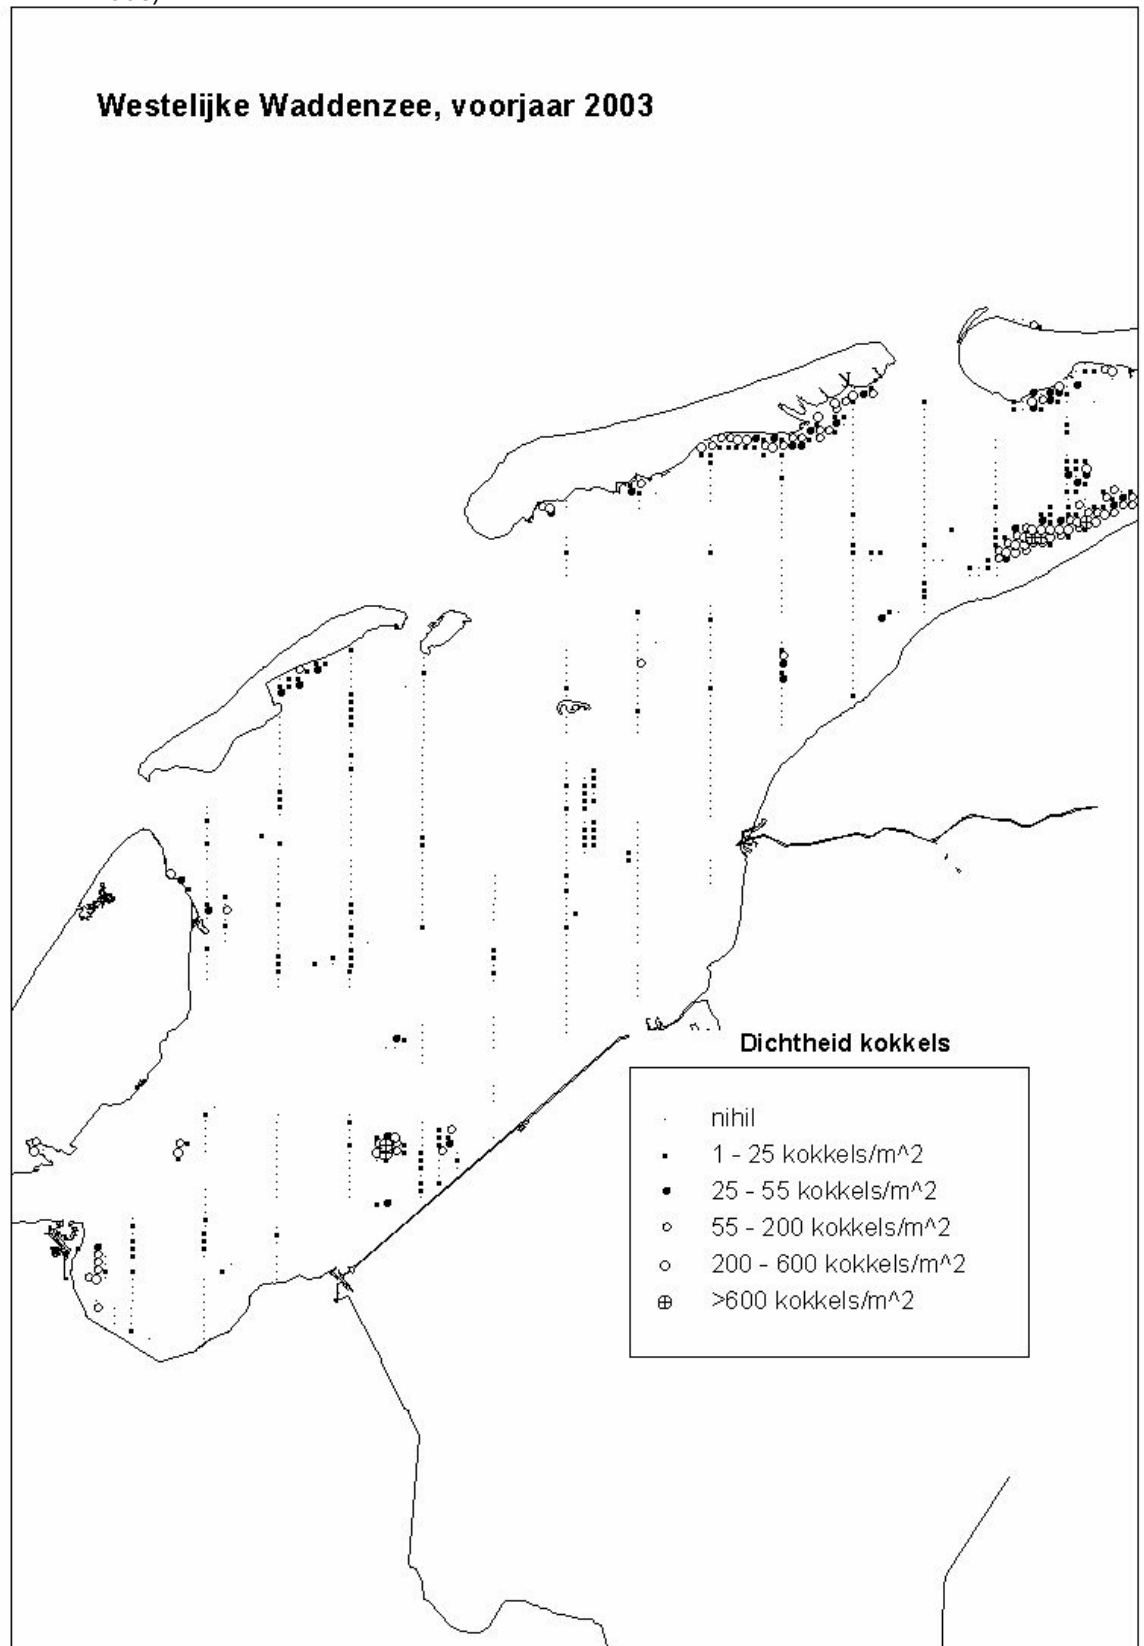 Westelijke Waddenzee, voorjaar 2003
Dichtheid kokkels
nihil
1 - 25 kokkels/m^2
25 - 55 kokkels/m^2
55 - 200 kokkels/m^2
200 - 600 kokkels/m^2
>600 kokkels/m^2